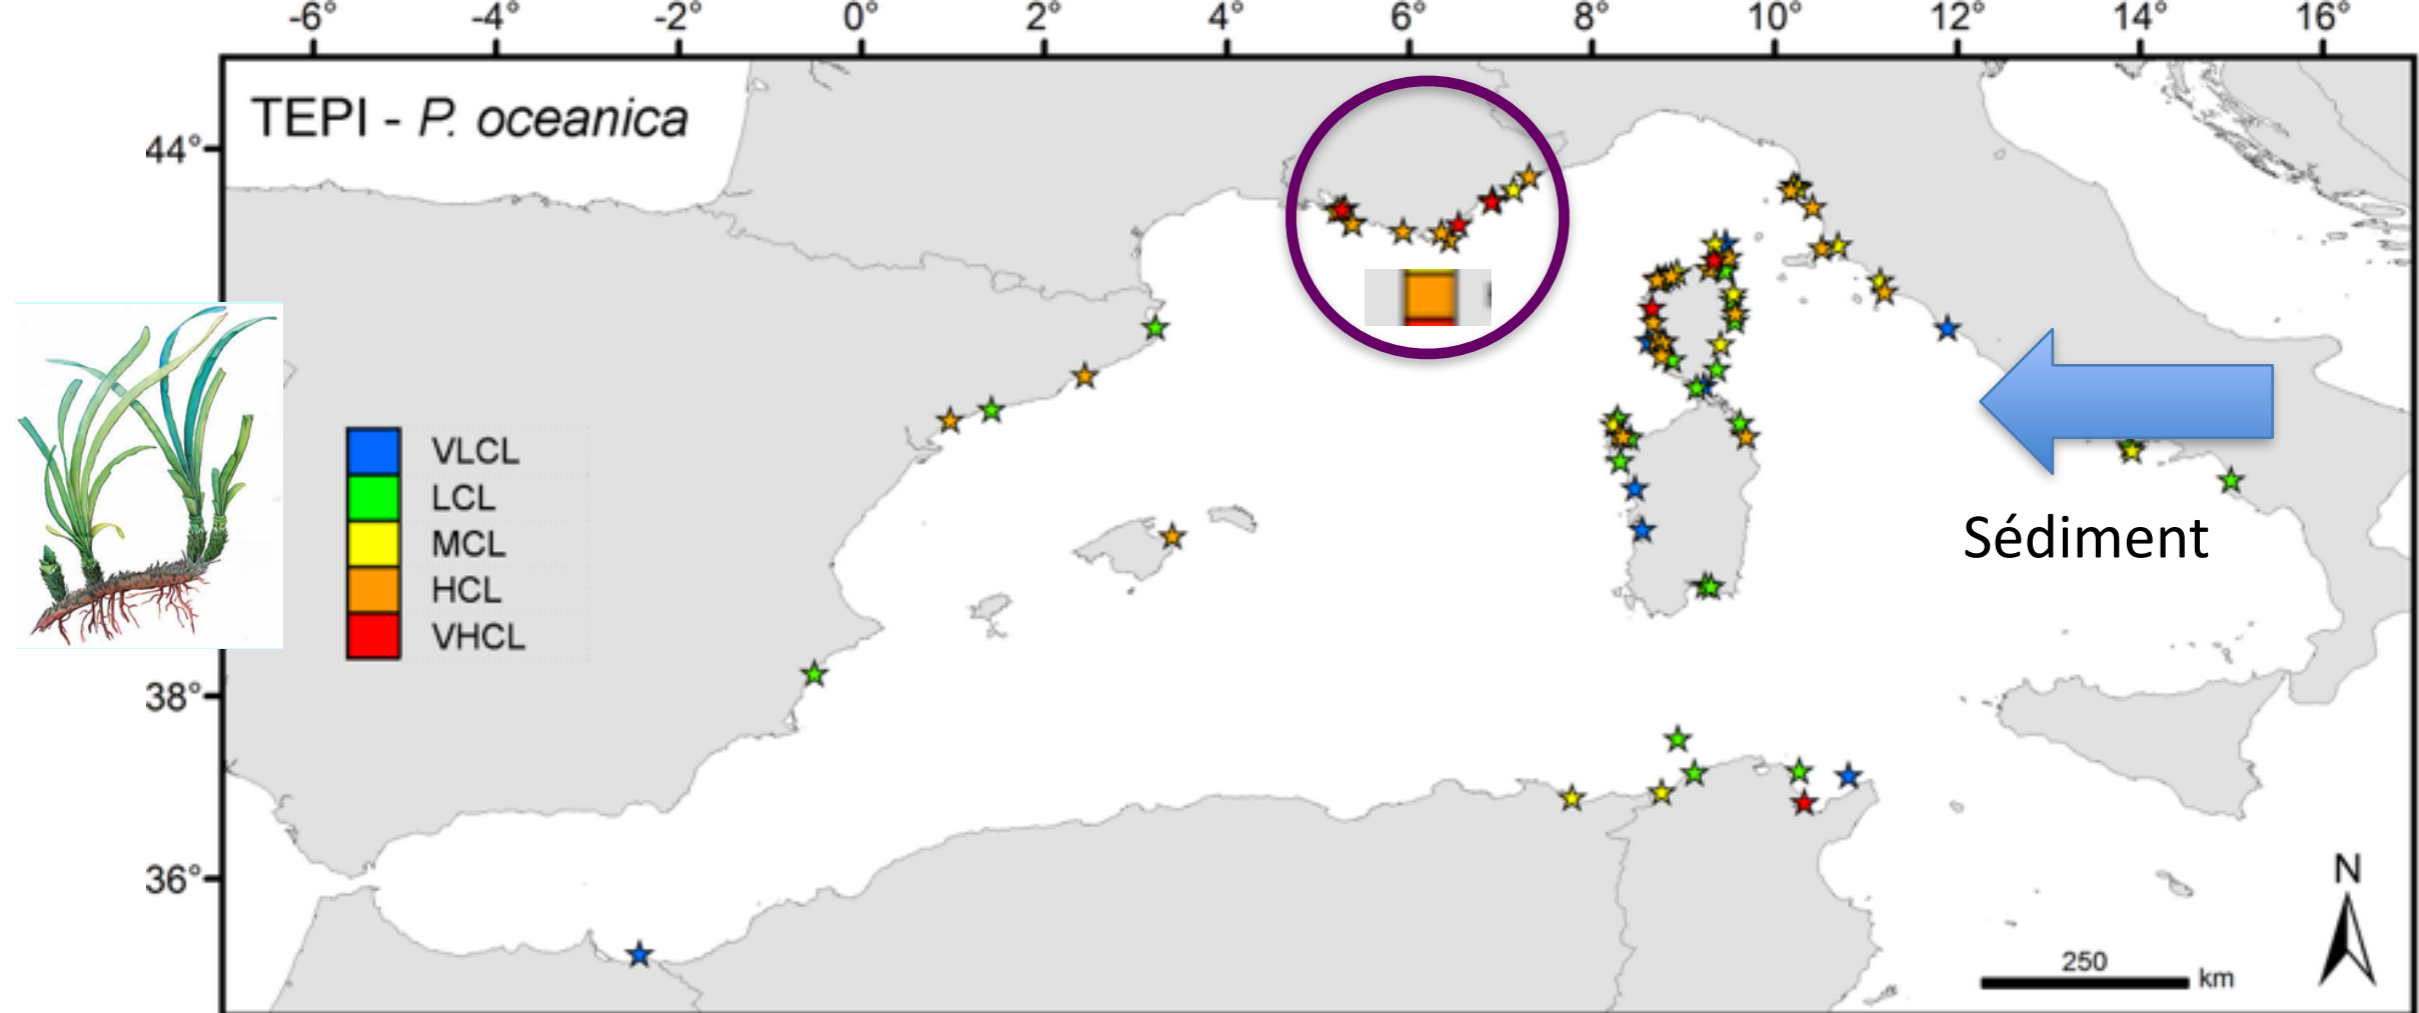 -6° -4° -2° 0° 2° 4° 6° 8° 10° 12° 14° 16°
TEPI - P. oceanica
44°
VLCL
LCL
MCL
HCL
VHCL
Sédiment
38°
36°
N
250
km